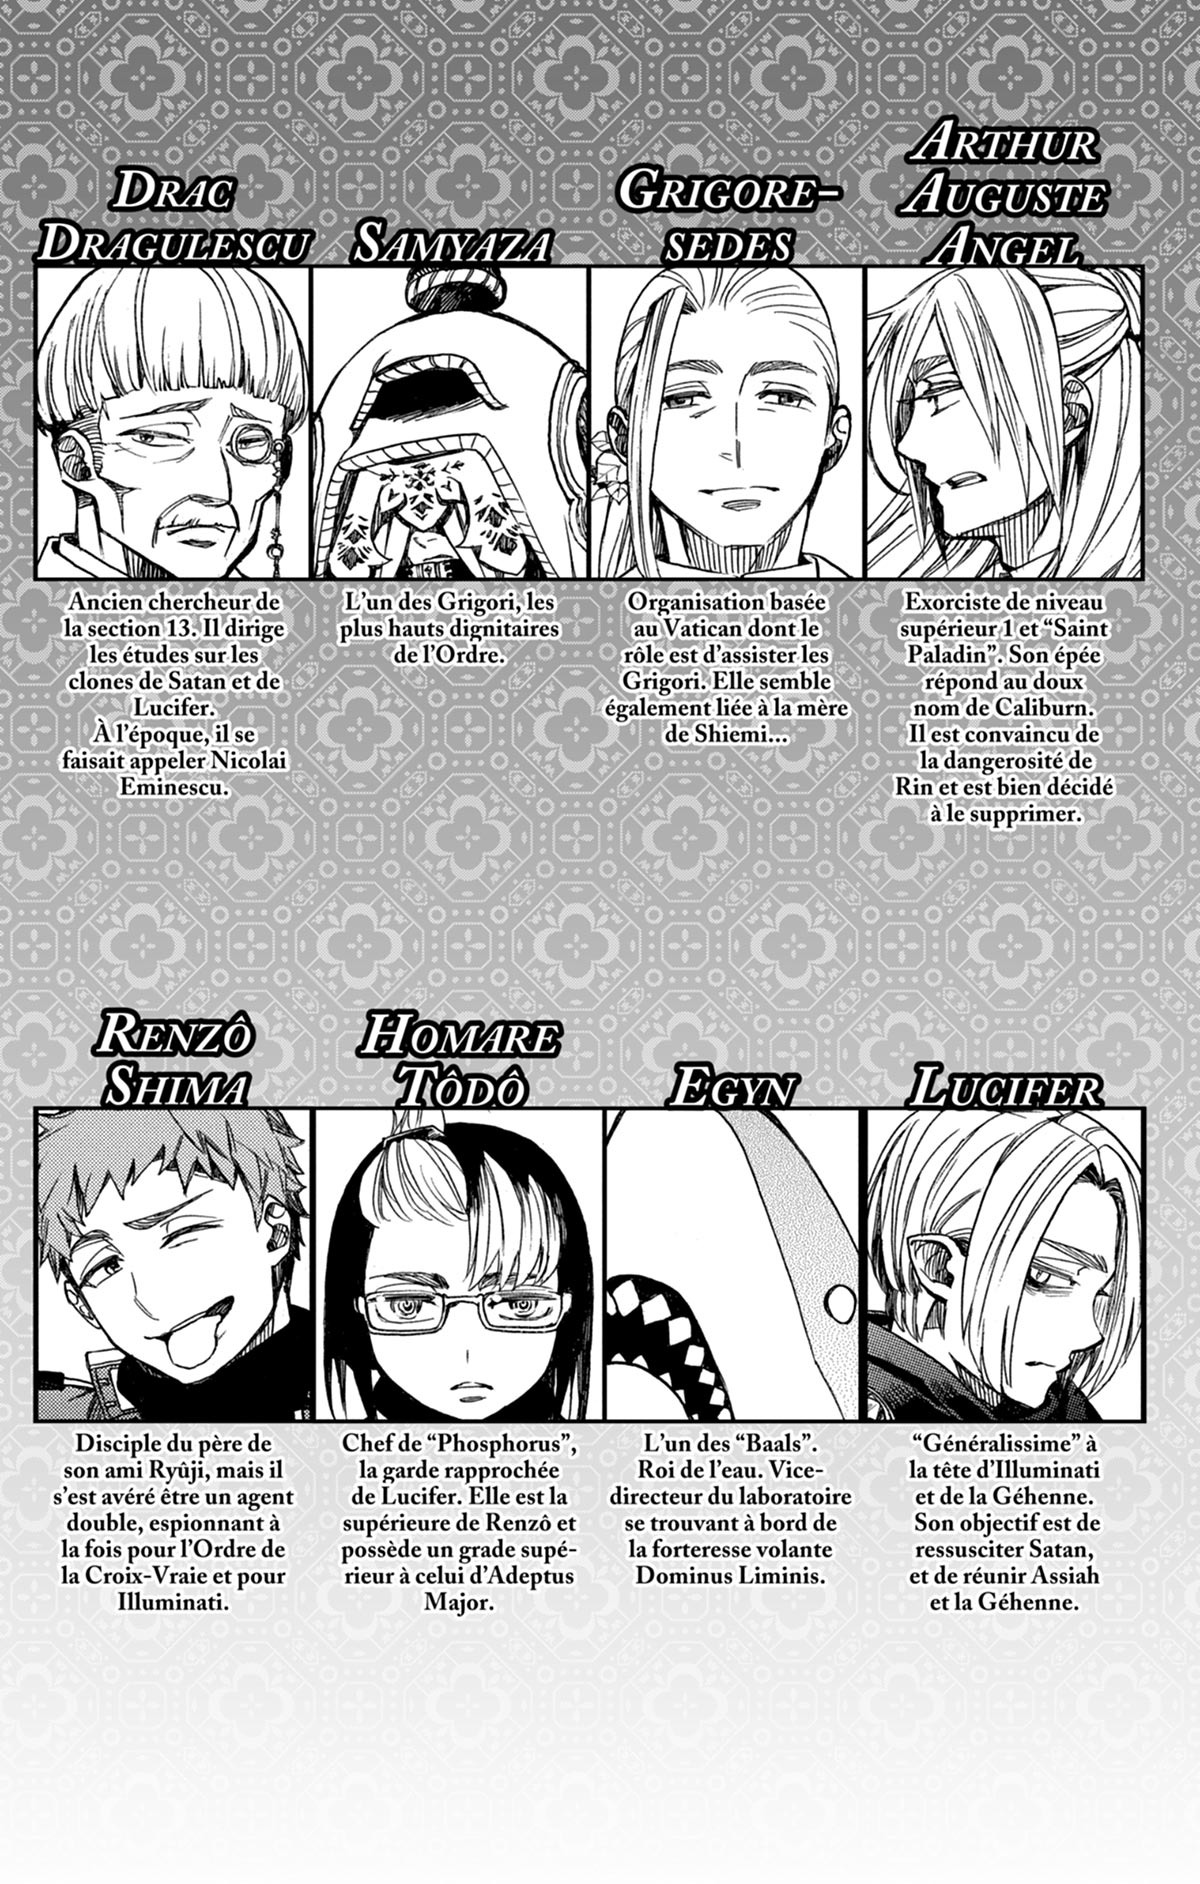 DRAC
DRAGULESCU
Ancien chercheur de
la section 13. Il dirige
les études sur les
clones de Satan et de
Lucifer.
À l’époque, il se
faisait appeler Nicolai
Eminescu.
SAMYAZA
L’un des Grigori, les
plus hauts dignitaires
de l’Ordre.
GRIGORE-
SEDES
Organisation basée
au Vatican dont le
rôle est d’assister les
Grigori. Elle semble
également liée à la mère
de Shiemi...
ARTHUR
AUGUSTE
ANGEL
Exorciste de niveau
supérieur 1 et “Saint
Paladin”. Son épée
répond au doux
nom de Caliburn.
Il est convaincu de
la dangerosité de
Rin et est bien décidé
à le supprimer.
RENZÔ
SHIMA
Disciple du père de
son ami Ryûji, mais il
s’est avéré être un agent
double, espionnant à
la fois pour l’Ordre de
la Croix-Vraie et pour
Illuminati.
HOMARE
TÔDÔ
Chef de “Phosphorus”,
la garde rapprochée
de Lucifer. Elle est la
supérieure de Renzô et
possède un grade supé-
rieur à celui d’Adeptus
Major.
EGYN
L’un des “Baals”.
Roi de l’eau. Vice-
directeur du laboratoire
se trouvant à bord de
la forteresse volante
Dominus Liminis.
LUCIFER
“Généralissime” à
la tête d’Illuminati
et de la Géhenne.
Son objectif est de
ressusciter Satan,
et de réunir Assiah
et la Géhenne.